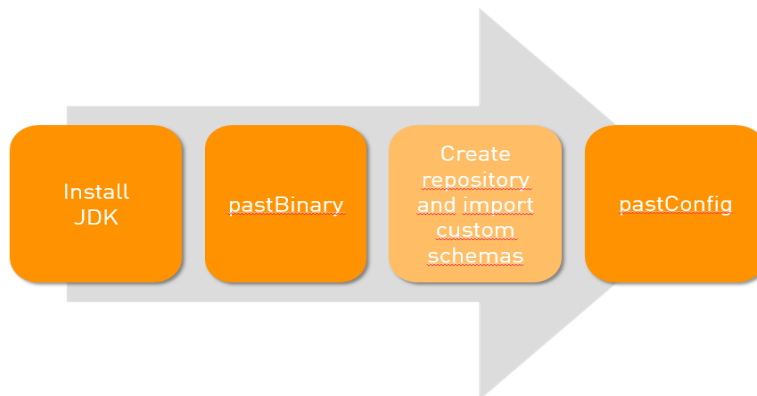 Install
JDK
pastBinary
Create
repository
and import
custom
schemas
pastConfig